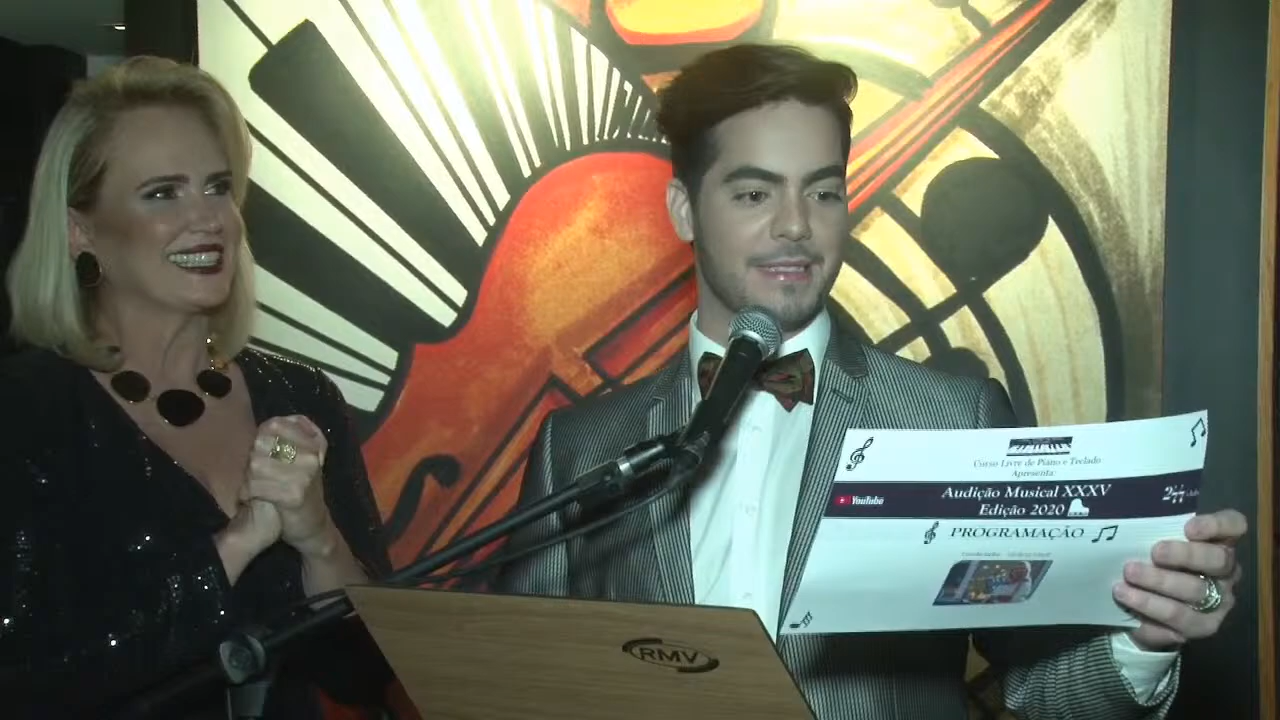 Curso Livre de Piano e Teclado
Apresenta:
Audição Musical XXXV
YouTube
Edição 2020
PROGRAMAÇÃO
RMV